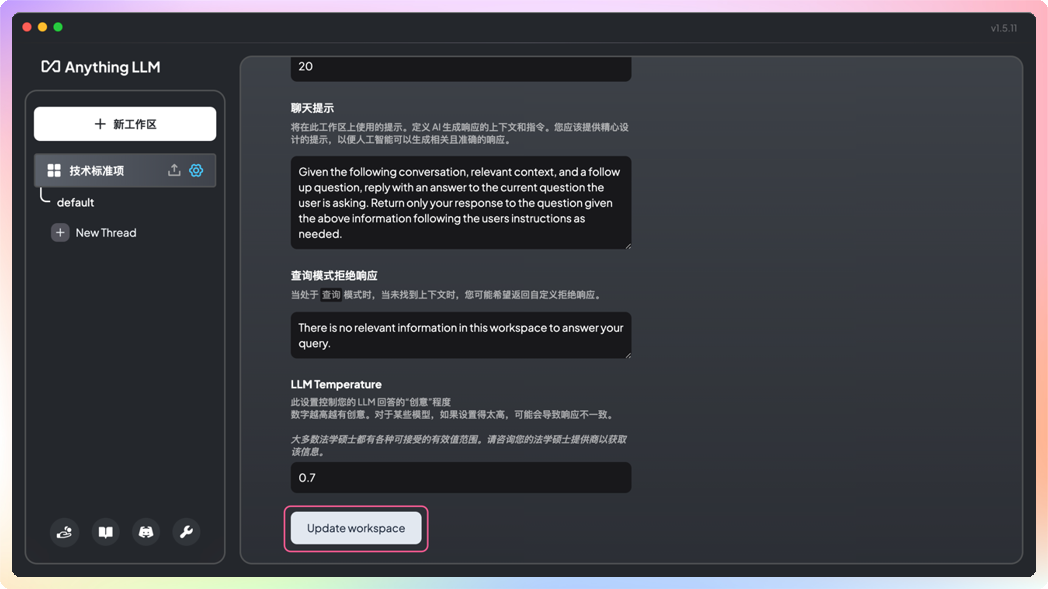 v1.5.11
Anything LLM
新工作区
技术标准项
default
New Thread
20
聊天提示
将在此工作区上使用的提示。定义 AI 生成响应的上下文和指令。您应该提供精心设
计的提示，以便人工智能可以生成相关且准确的响应。
Given the following conversation, relevant context, and a follow
up question, reply with an answer to the current question the
user is asking. Return only your response to the question given
the above information following the users instructions as
needed.
查询模式拒绝响应
当处于 查询 模式时，当未找到上下文时，您可能希望返回自定义拒绝响应。
There is no relevant information in this workspace to answer your
query.
LLM Temperature
此设置控制您的 LLM 回答的“创意”程度
数字越高越有创意。对于某些模型，如果设置得太高，可能会导致响应不一致。
大多数法学硕士都有各种可接受的有效值范围。请咨询您的法学硕士提供商以获取
该信息。
0.7
Update workspace